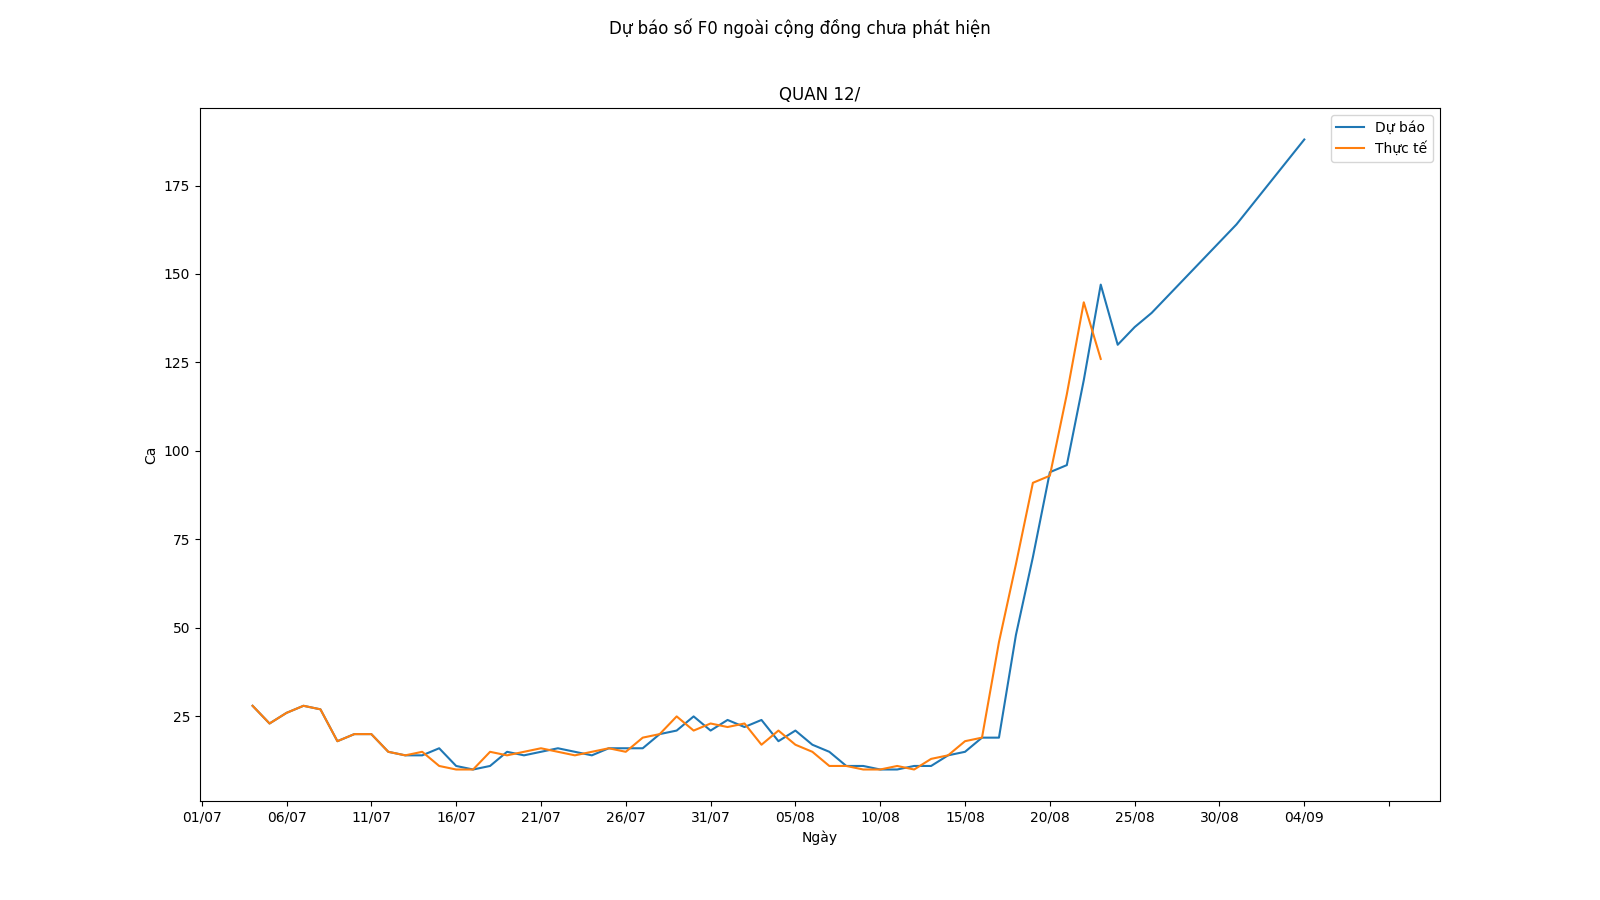 Dự báo số F0 ngoài cộng đồng chưa phát hiện
QUAN 12/
Dự báo
Thực tế
175
150
125
100
75
50
25
Ca
01/07 06/07 11/07 16/07 21/07 26/07 31/07 05/08 10/08 15/08 20/08 25/08 30/08 04/09
Ngày